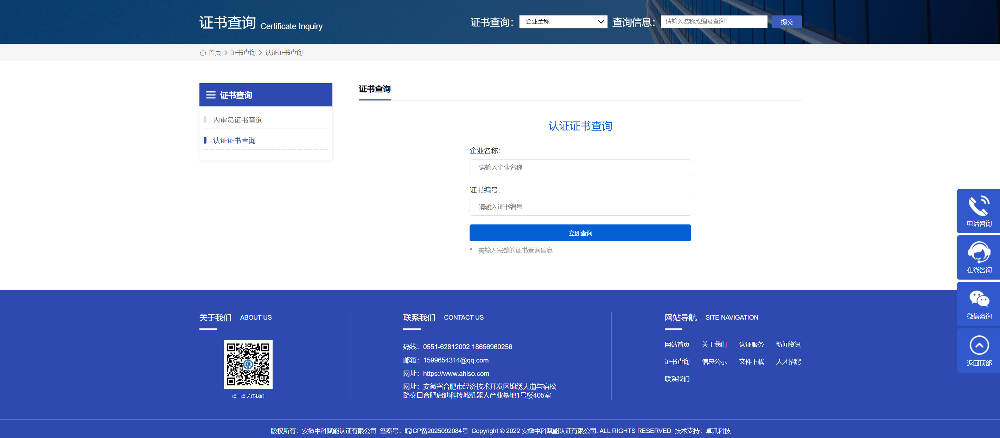 证书查询 Certificate Inquiry
证书查询： 企业全称 查询信息： 请输入名称或编号查询 提交
首页 > 证书查询 > 认证证书查询
证书查询
内审员证书查询
认证证书查询
证书查询
认证证书查询
企业名称：
请输入企业名称
证书编号：
请输入证书编号
立即查询
* 需输入完整的证书查询信息
电话咨询
在线咨询
微信咨询
返回顶部
关于我们 ABOUT US
扫一扫 关注我们
联系我们 CONTACT US
热线：0551-62812002 18656960256
邮箱：1599654314@qq.com
网址：https://www.ahiso.com
网址：安徽省合肥市经济技术开发区锦绣大道与宿松
路交口合肥启迪科技城机器人产业基地1号楼405室
网站导航 SITE NAVIGATION
网站首页 关于我们 认证服务 新闻资讯
证书查询 信息公示 文件下载 人才招聘
联系我们
版权所有：安徽中科赋能认证有限公司 备案号：皖ICP备2025092084号 Copyright © 2022 安徽中科赋能认证有限公司. ALL RIGHTS RESERVED 技术支持：卓讯科技